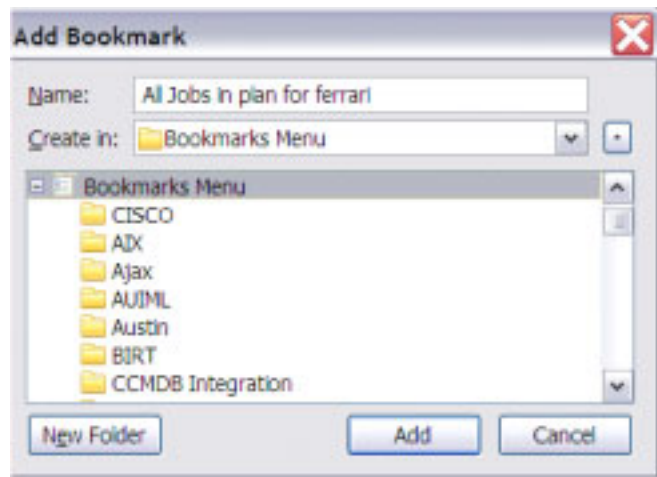 Add Bookmark
Name: All Jobs in plan for ferrari
Create in: Bookmarks Menu
Bookmarks Menu
CISCO
AIX
Ajax
AUIML
Austin
BIRT
CCMDB Integration
New Folder Add Cancel